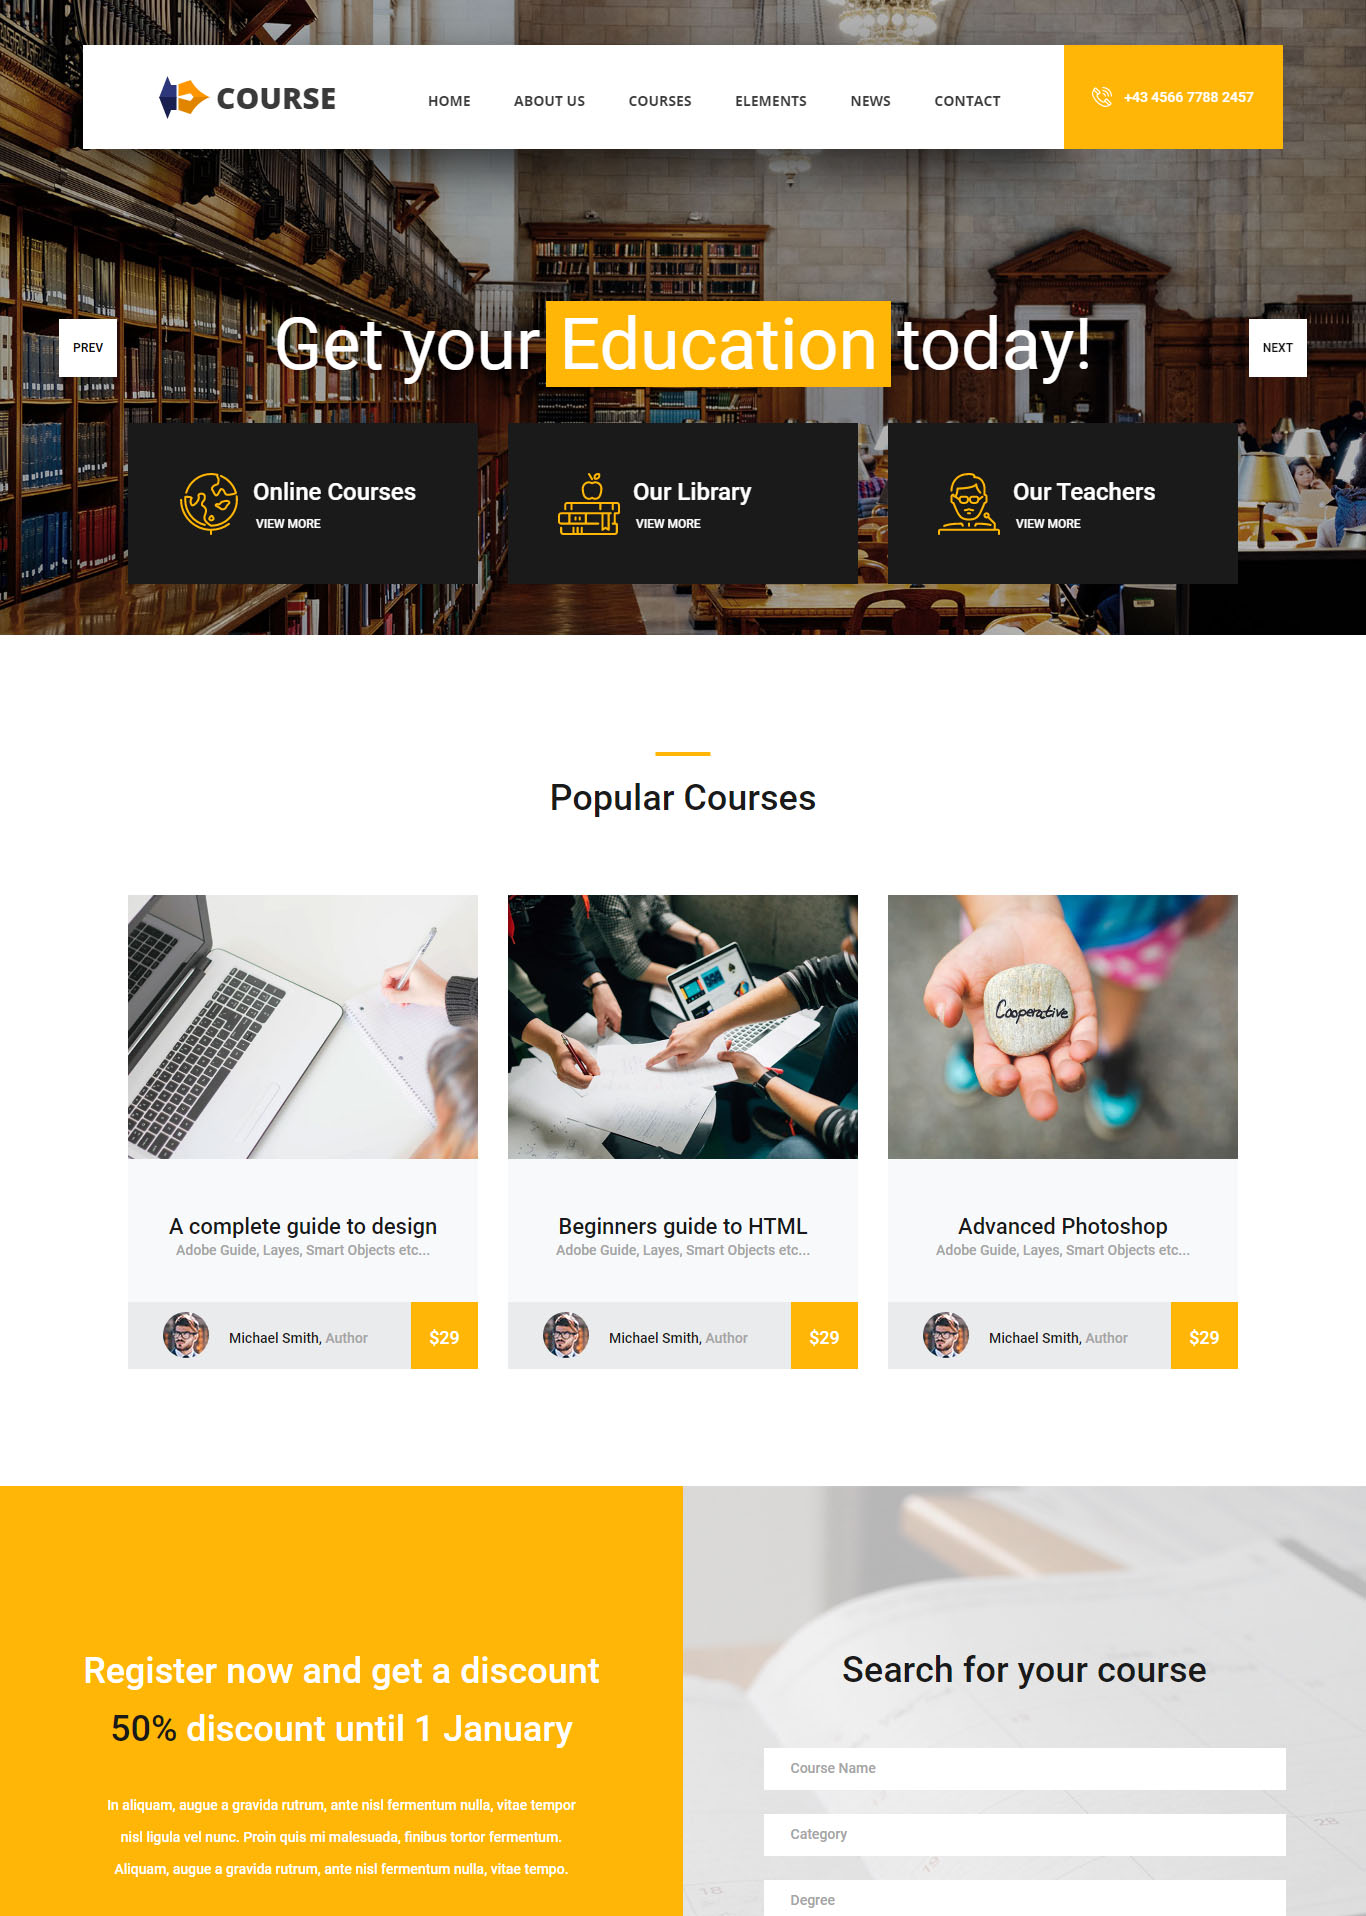 COURSE
HOME ABOUT US COURSES ELEMENTS NEWS CONTACT
+43 4566 7788 2457
PREV
Get your Education today!
NEXT
Online Courses
VIEW MORE
Our Library
VIEW MORE
Our Teachers
VIEW MORE
Popular Courses
Cooperative
A complete guide to design
Adobe Guide, Layes, Smart Objects etc...
Michael Smith, Author
$29
Beginners guide to HTML
Adobe Guide, Layes, Smart Objects etc...
Michael Smith, Author
$29
Advanced Photoshop
Adobe Guide, Layes, Smart Objects etc...
Michael Smith, Author
$29
Register now and get a discount
50% discount until 1 January
In aliquam, augue a gravida rutrum, ante nisl fermentum nulla, vitae tempor
nisl ligula vel nunc. Proin quis mi malesuada, finibus tortor fermentum.
Aliquam, augue a gravida rutrum, ante nisl fermentum nulla, vitae tempo.
Search for your course
Course Name
Category
Degree
28
19
18